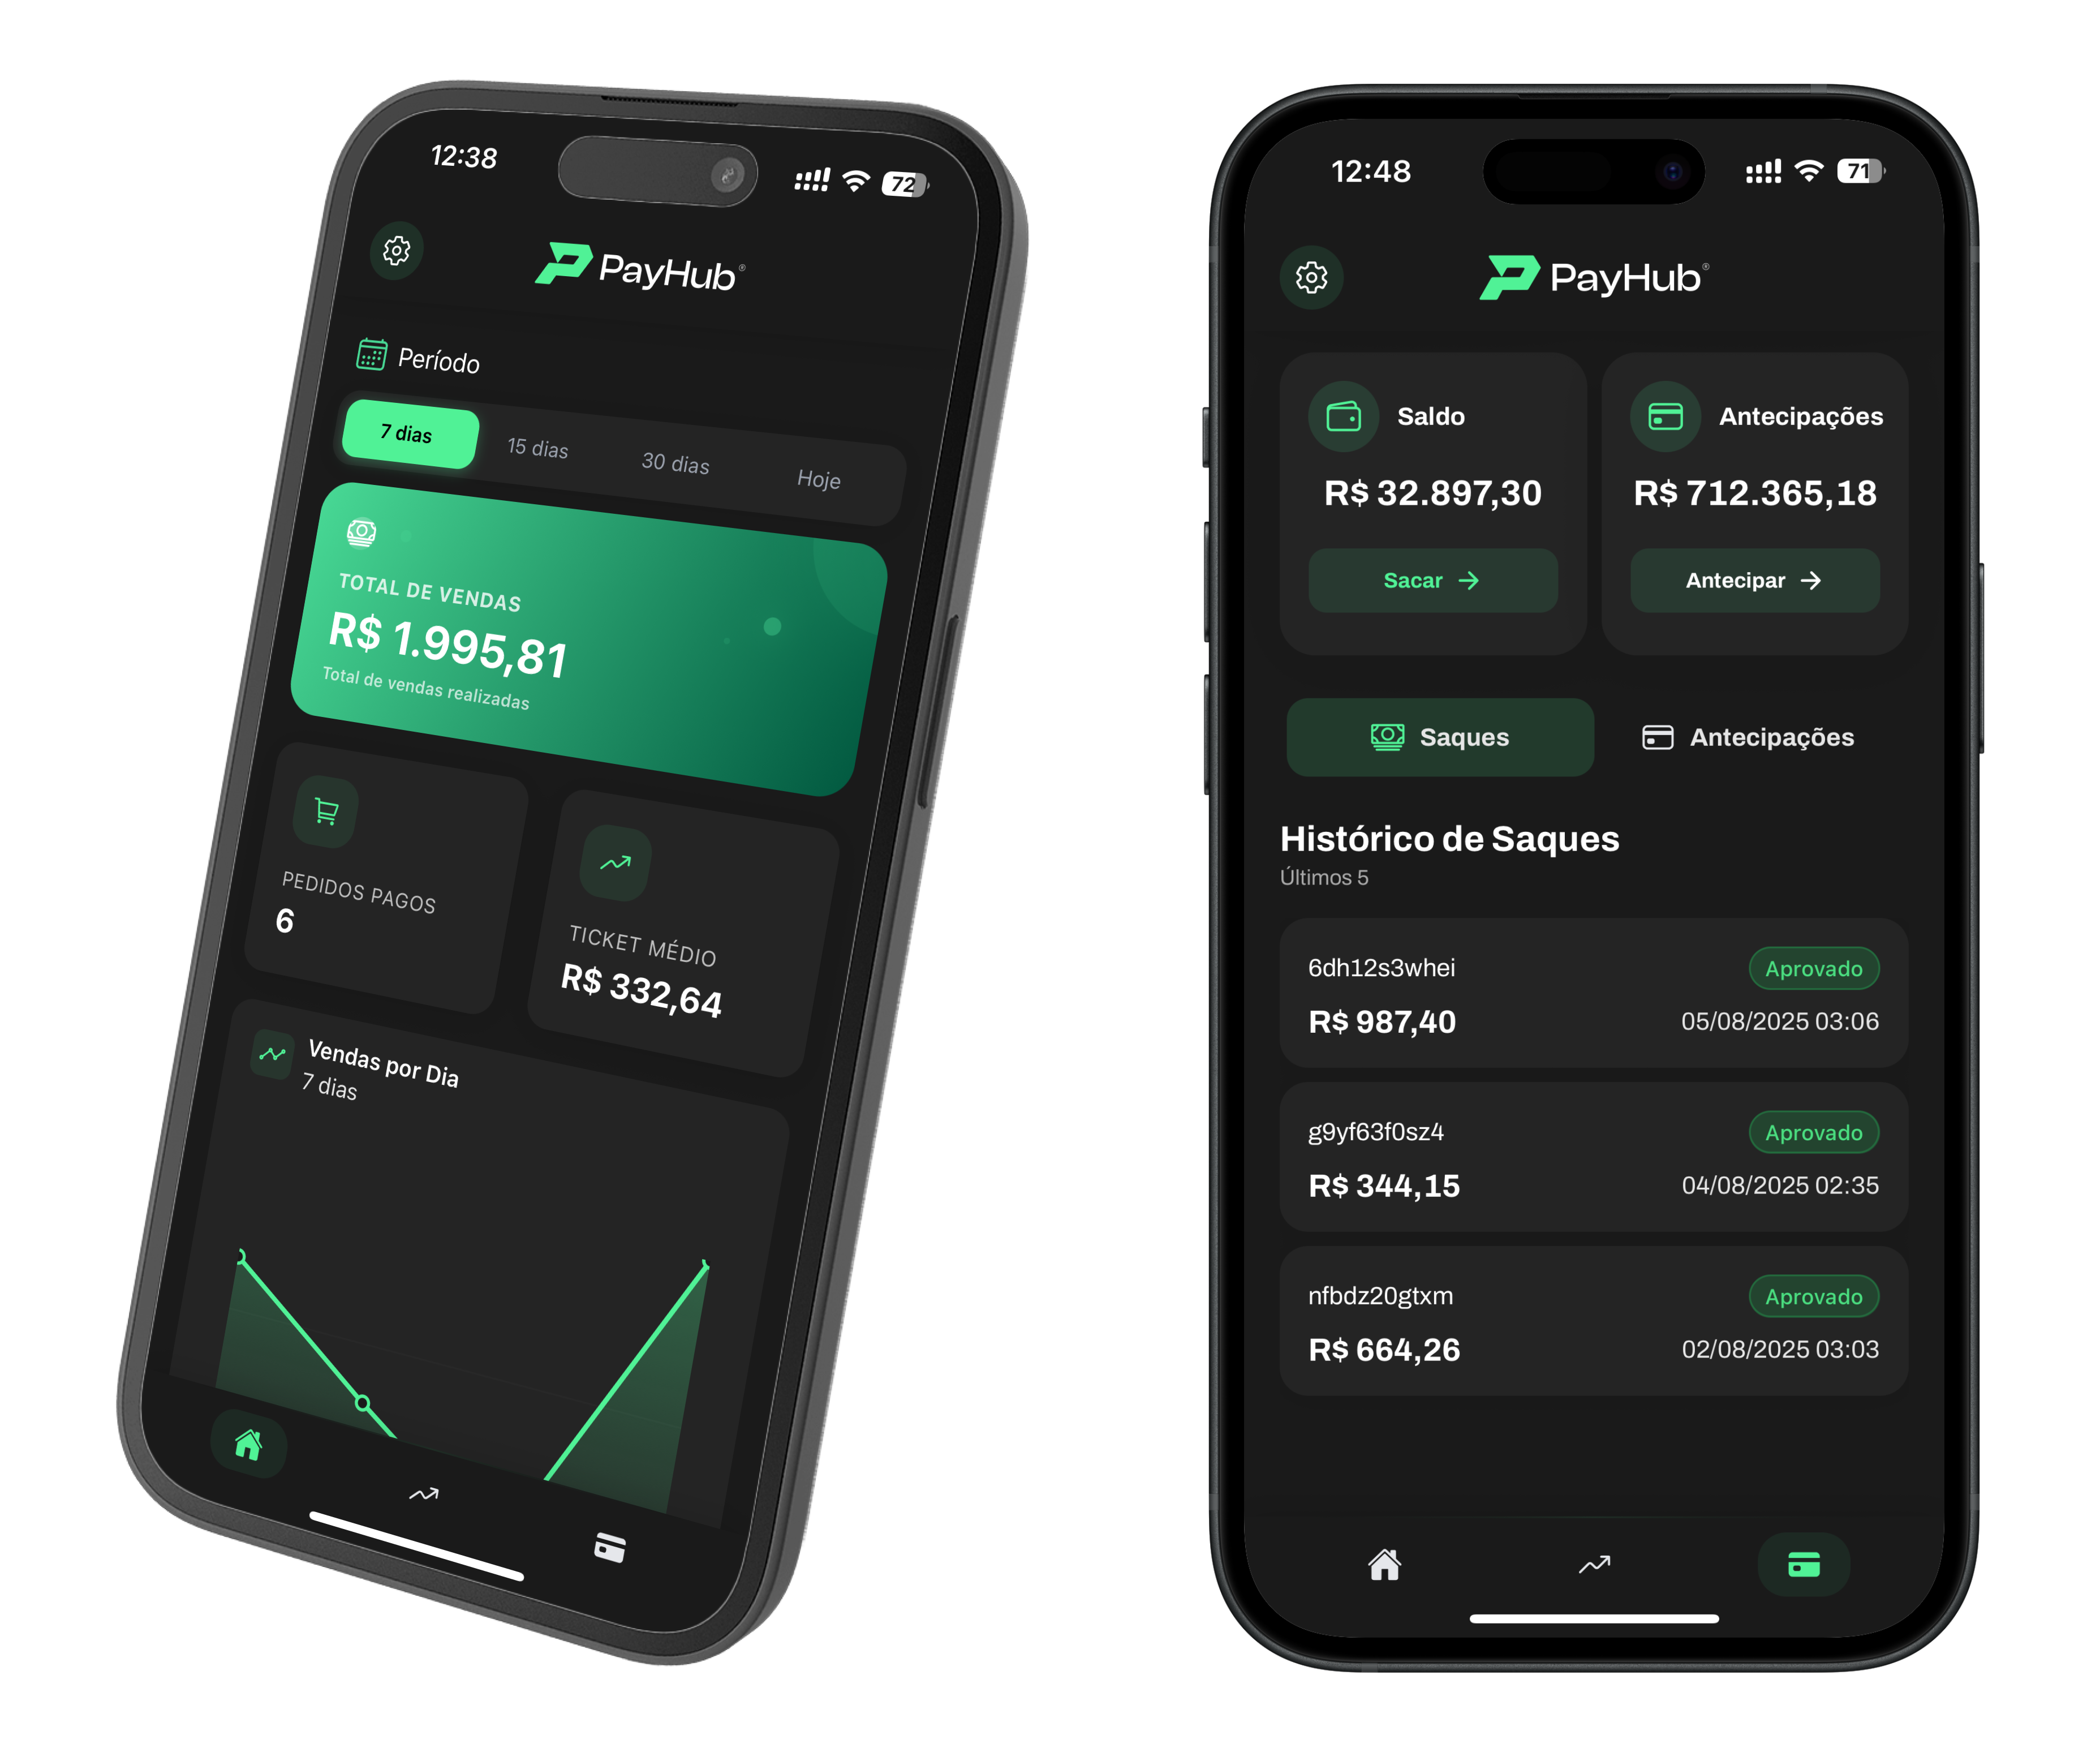 12:38
72
PayHub®
Período
7 dias
15 dias
30 dias
Hoje
TOTAL DE VENDAS
R$ 1.995,81
Total de vendas realizadas
PEDIDOS PAGOS
6
TICKET MÉDIO
R$ 332,64
Vendas por Dia
7 dias
12:48
71
PayHub®
Saldo
R$ 32.897,30
Sacar →
Antecipações
R$ 712.365,18
Antecipar →
Saques
Antecipações
Histórico de Saques
Últimos 5
6dh12s3whei
Aprovado
R$ 987,40
05/08/2025 03:06
g9yf63f0sz4
Aprovado
R$ 344,15
04/08/2025 02:35
nfbdz20gtxm
Aprovado
R$ 664,26
02/08/2025 03:03